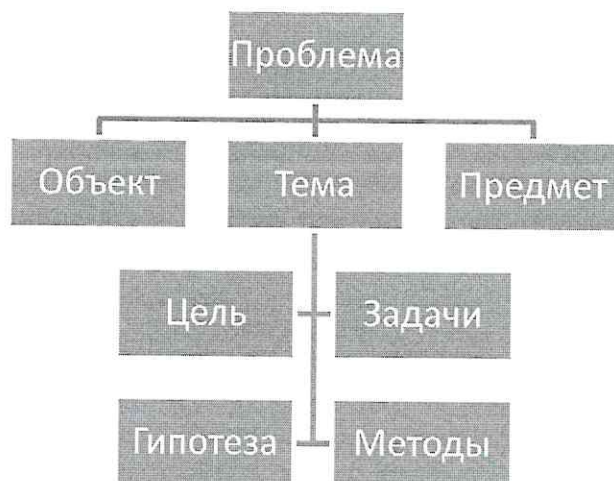 Проблема
Объект
Тема
Предмет
Цель
Задачи
Гипотеза
Методы